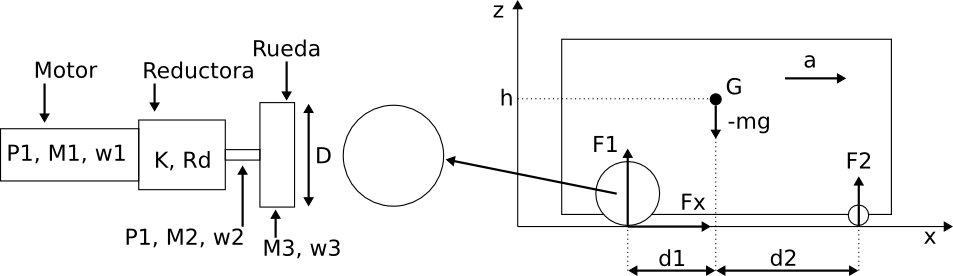 Motor
Reductora
Rueda
P1, M1, w1
K, Rd
D
P1, M2, w2
M3, w3
z
h
G
a
-mg
F1
F2
Fx
x
d1
d2